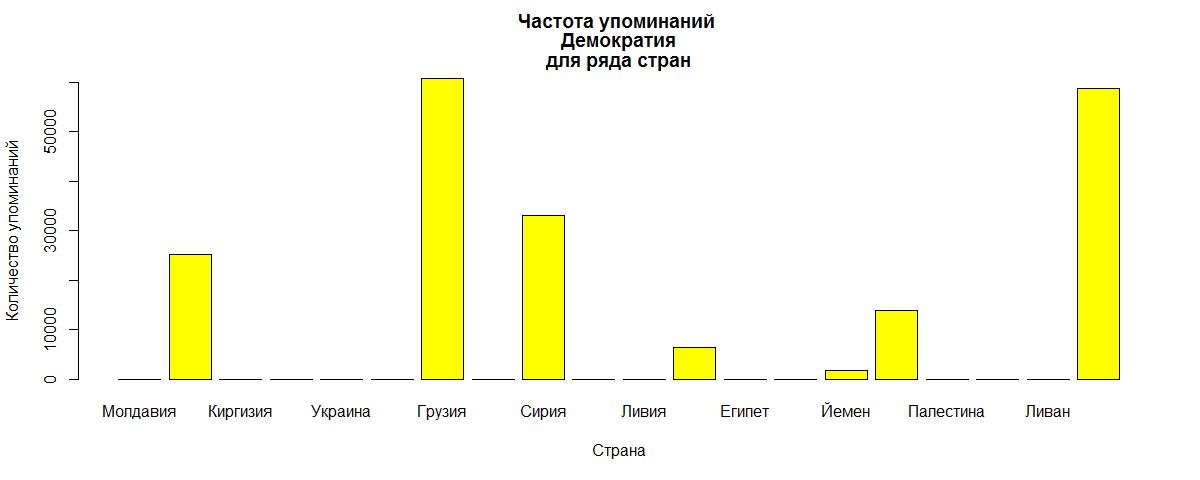 Частота упоминаний
Демократия
для ряда стран
Количество упоминаний
50000
30000
10000
0
Молдавия Киргизия Украина Грузия Сирия Ливия Египет Йемен Палестина Ливан
Страна